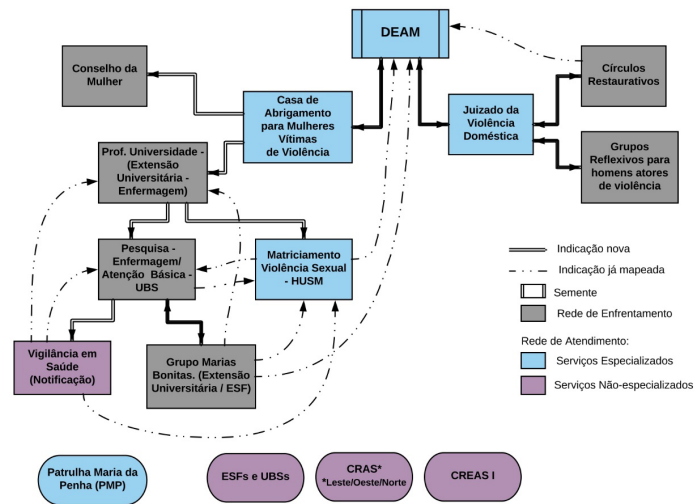 DEAM
Conselho da
Mulher
Casa de
Abrigamento
para Mulheres
Vítimas
de Violência
Juizado da
Violência
Doméstica
Círculos
Restaurativos
Grupos
Reflexivos para
homens atores
de violência
Prof. Universidade -
(Extensão
Universitária -
Enfermagem)
Pesquisa -
Enfermagem/
Atenção Básica -
UBS
Matriciamento
Violência Sexual
- HUSM
Vigilância em
Saúde
(Notificação)
Grupo Marias
Bonitas. (Extensão
Universitária / ESF)
Indicação nova
Indicação já mapeada
Semente
Rede de Enfrentamento
Rede de Atendimento:
Serviços Especializados
Serviços Não-especializados
Patrulha Maria da
Penha (PMP)
ESFs e UBSs
CRAS*
*Leste/Oeste/Norte
CREAS I